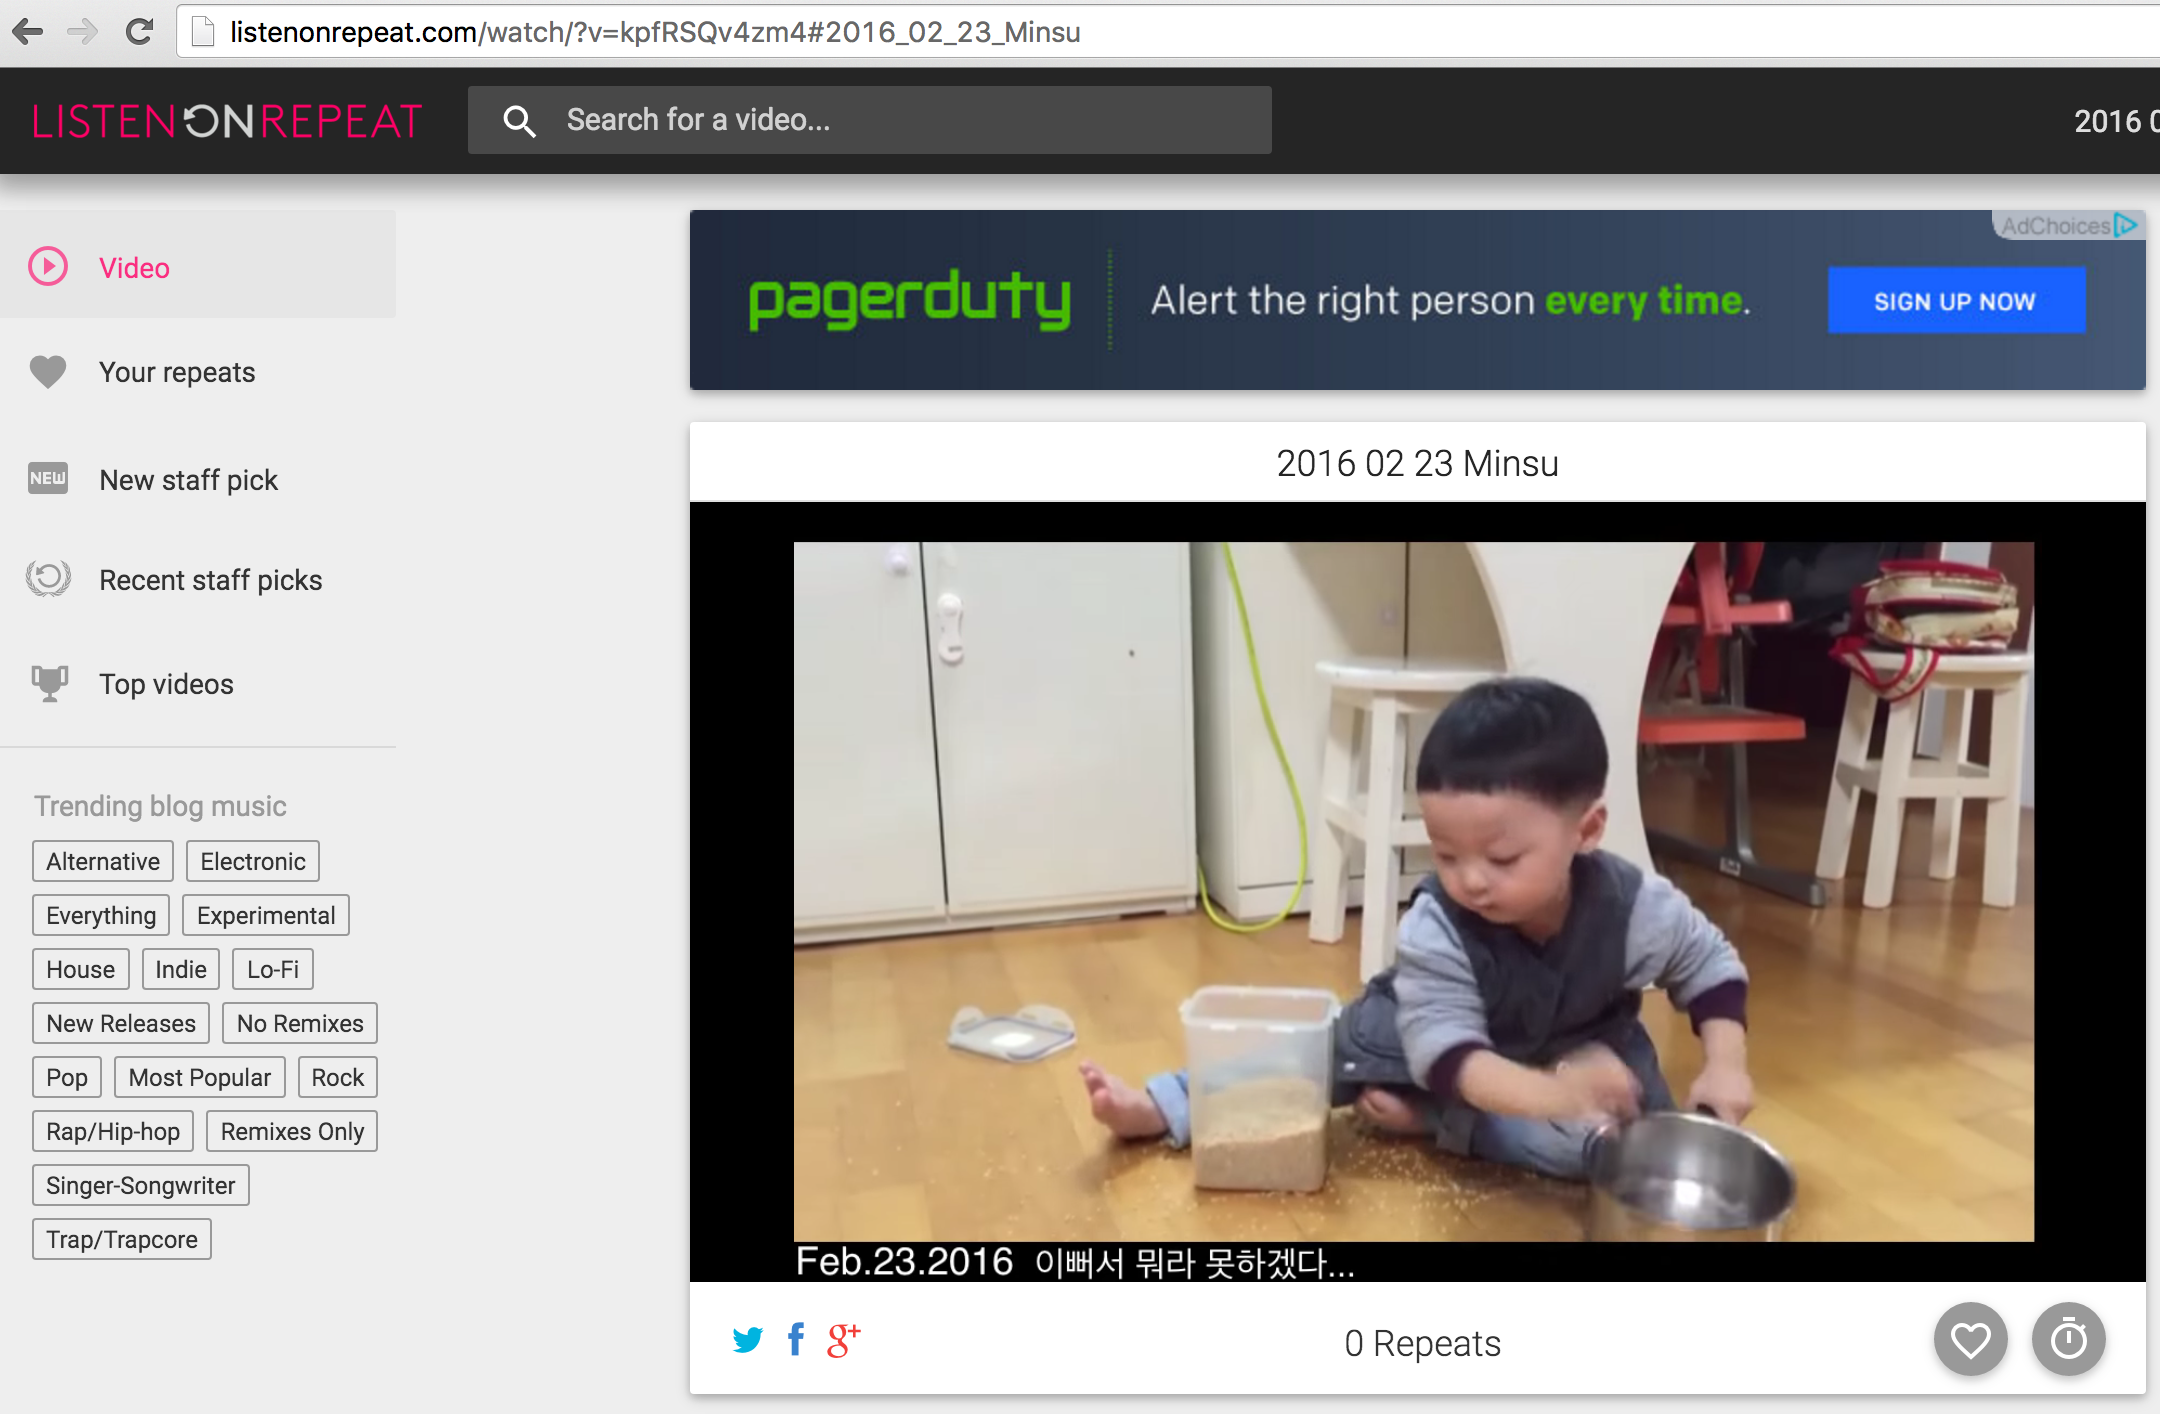 listenonrepeat.com/watch/?v=kpfRSQv4zm4#2016_02_23_Minsu
LISTENONREPEAT
Search for a video...
2016 0
Video
Your repeats
NEW
New staff pick
Recent staff picks
Top videos
Trending blog music
Alternative Electronic
Everything Experimental
House Indie Lo-Fi
New Releases No Remixes
Pop Most Popular Rock
Rap/Hip-hop Remixes Only
Singer-Songwriter
Trap/Trapcore
AdChoices
pagerduty Alert the right person every time. SIGN UP NOW
2016 02 23 Minsu
Feb.23.2016 이뻐서 뭐라 못하겠다...
f g+ 0 Repeats